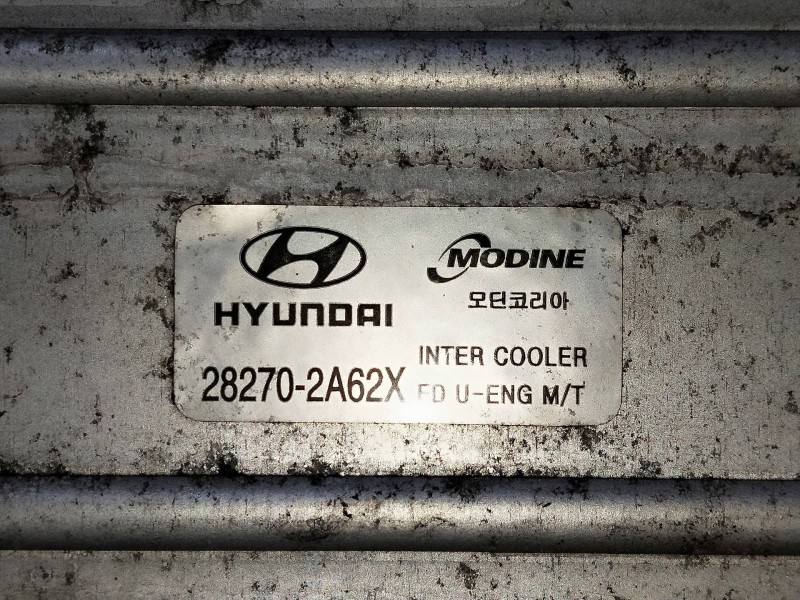 HYUNDAI
MODINE
모딘코리아
28270-2A62X
INTER COOLER
FD U-ENG M/T